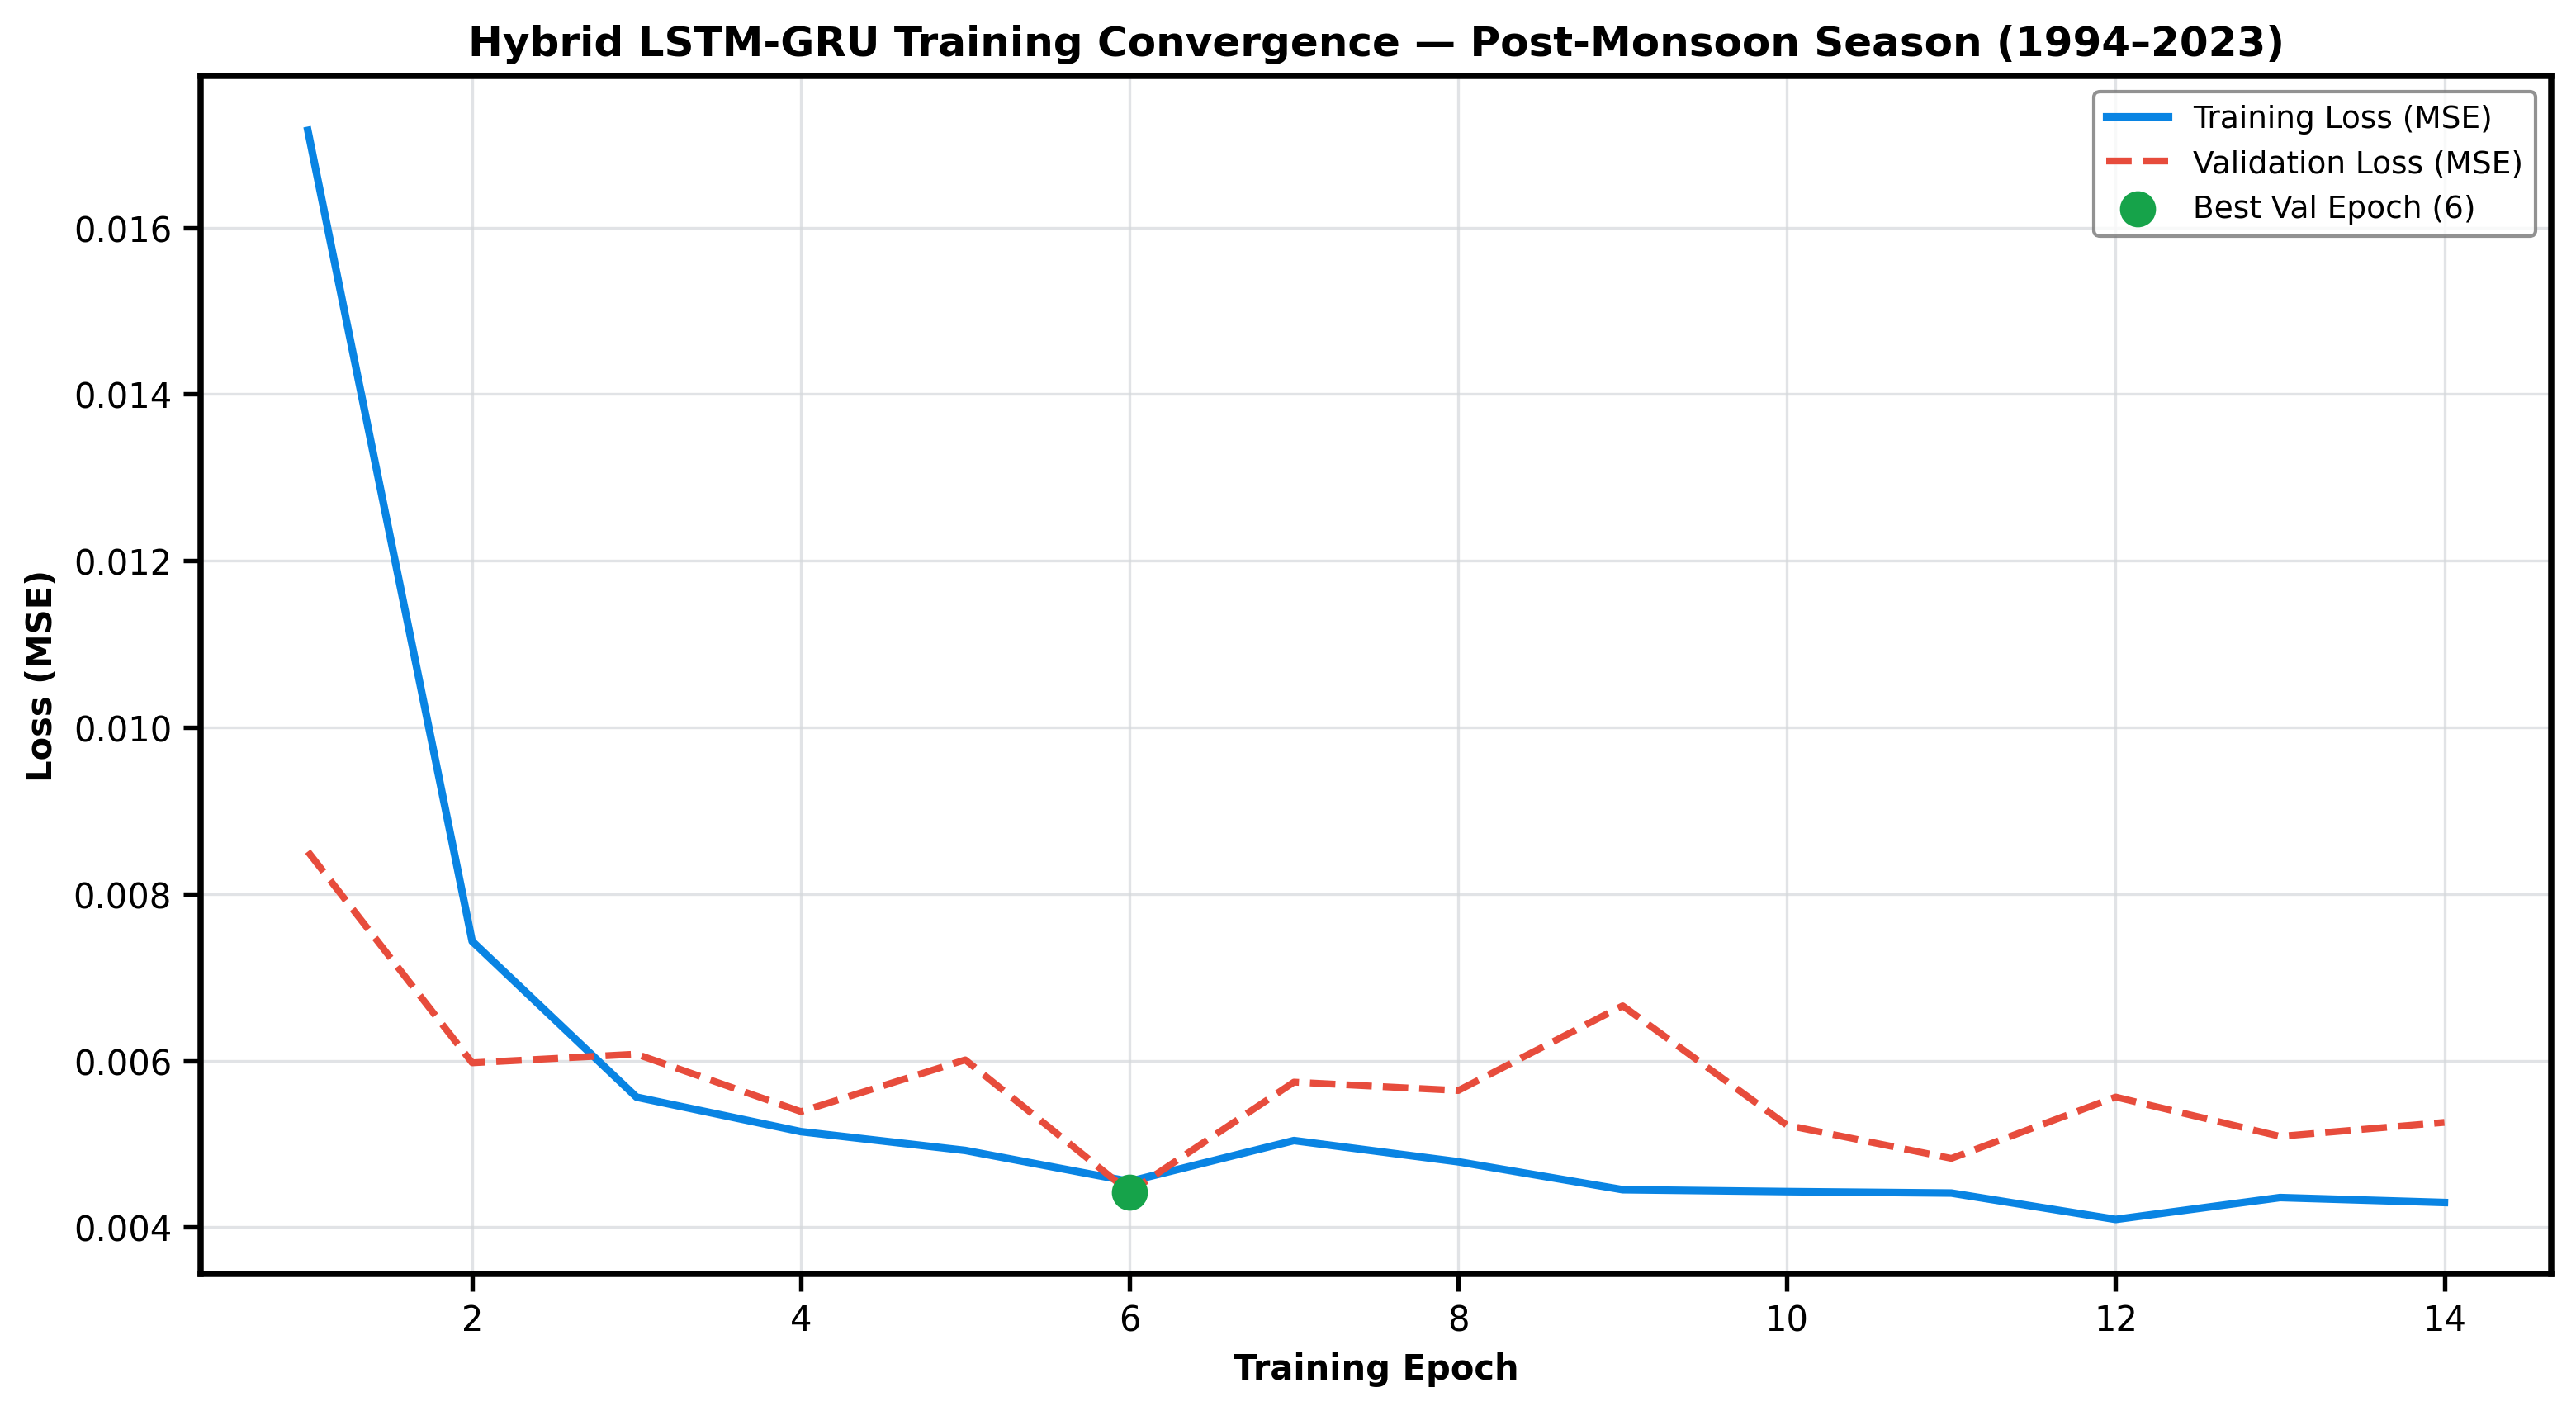 Hybrid LSTM-GRU Training Convergence — Post-Monsoon Season (1994–2023)
Training Loss (MSE)
Validation Loss (MSE)
Best Val Epoch (6)
Loss (MSE)
0.016
0.014
0.012
0.010
0.008
0.006
0.004
2
4
6
8
10
12
14
Training Epoch